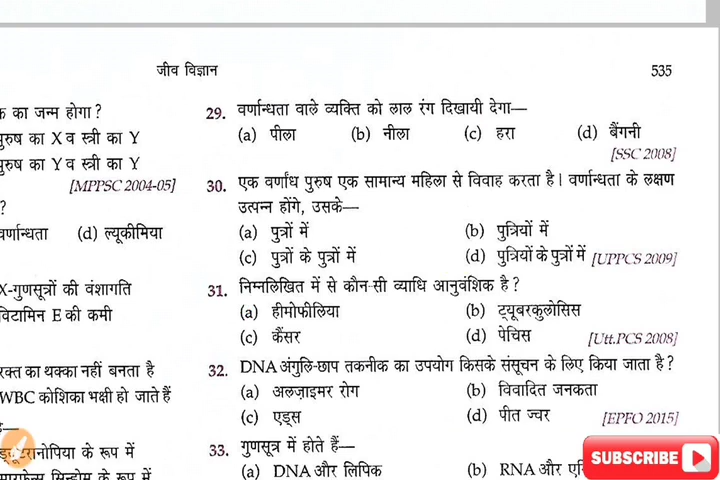 जीव विज्ञान
535
क का जन्म होगा?
पुरुष का X व स्त्री का Y
पुरुष का Y व स्त्री का Y
[MPPSC 2004-05]
?
वर्णान्धता (d) ल्यूकीमिया
X-गुणसूत्रों की वंशागति
विटामिन E की कमी
रक्त का थक्का नहीं बनता है
WBC कोशिका भक्षी हो जाते हैं
है—
के रूप में
सिन्ड्रोम के रूप में
29. वर्णान्धता वाले व्यक्ति को लाल रंग दिखायी देगा—
(a) पीला (b) नीला (c) हरा (d) बैंगनी
[SSC 2008]
30. एक वर्णांध पुरुष एक सामान्य महिला से विवाह करता है। वर्णान्धता के लक्षण
उत्पन्न होंगे, उसके—
(a) पुत्रों में (b) पुत्रियों में
(c) पुत्रों के पुत्रों में (d) पुत्रियों के पुत्रों में [UPPCS 2009]
31. निम्नलिखित में से कौन-सी व्याधि आनुवंशिक है?
(a) हीमोफीलिया (b) ट्यूबरकुलोसिस
(c) कैंसर (d) पेचिस [Utt.PCS 2008]
32. DNA अंगुलि-छाप तकनीक का उपयोग किसके संसूचन के लिए किया जाता है?
(a) अलज़ाइमर रोग (b) विवादित जनकता
(c) एड्स (d) पीत ज्वर [EPFO 2015]
33. गुणसूत्र में होते हैं—
(a) DNA और लिपिक (b) RNA और
SUBSCRIBE